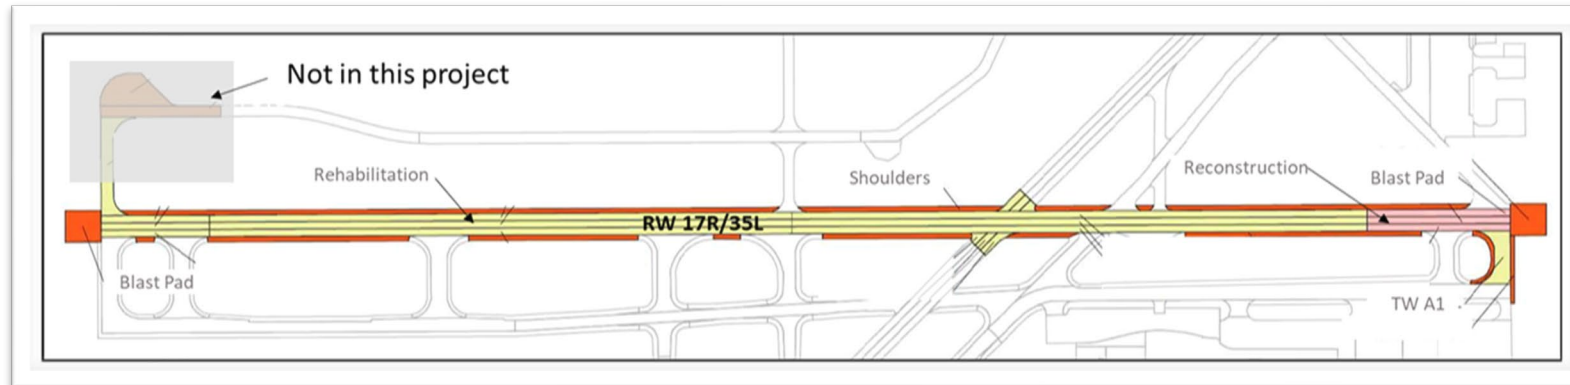 Not in this project
Rehabilitation
Shoulders
Reconstruction
Blast Pad
RW 17R/35L
Blast Pad
TW A1